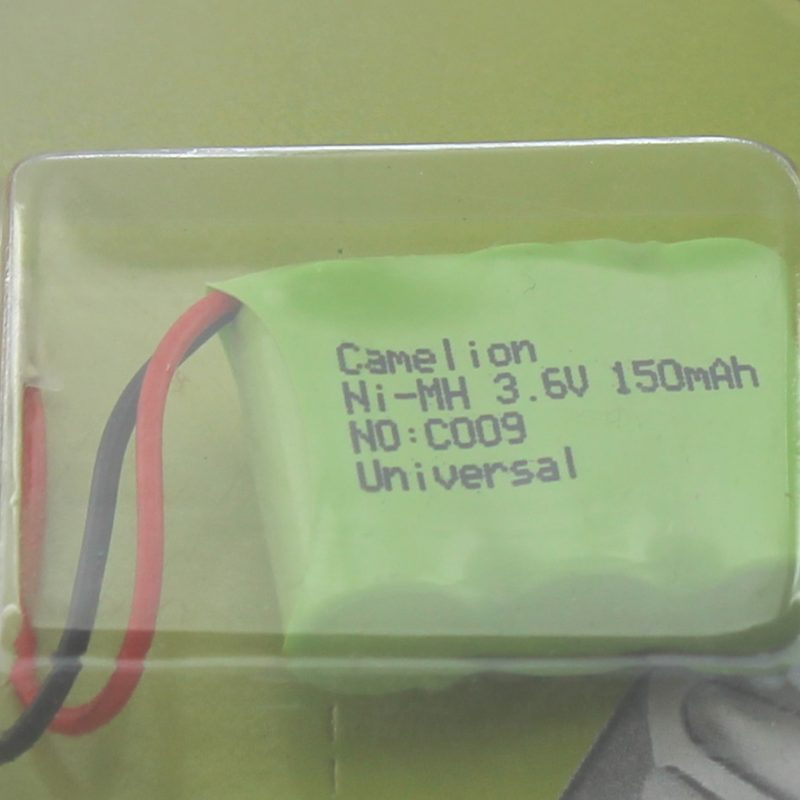 Camelion
Ni-MH 3.6V 150mAh
NO:C009
Universal